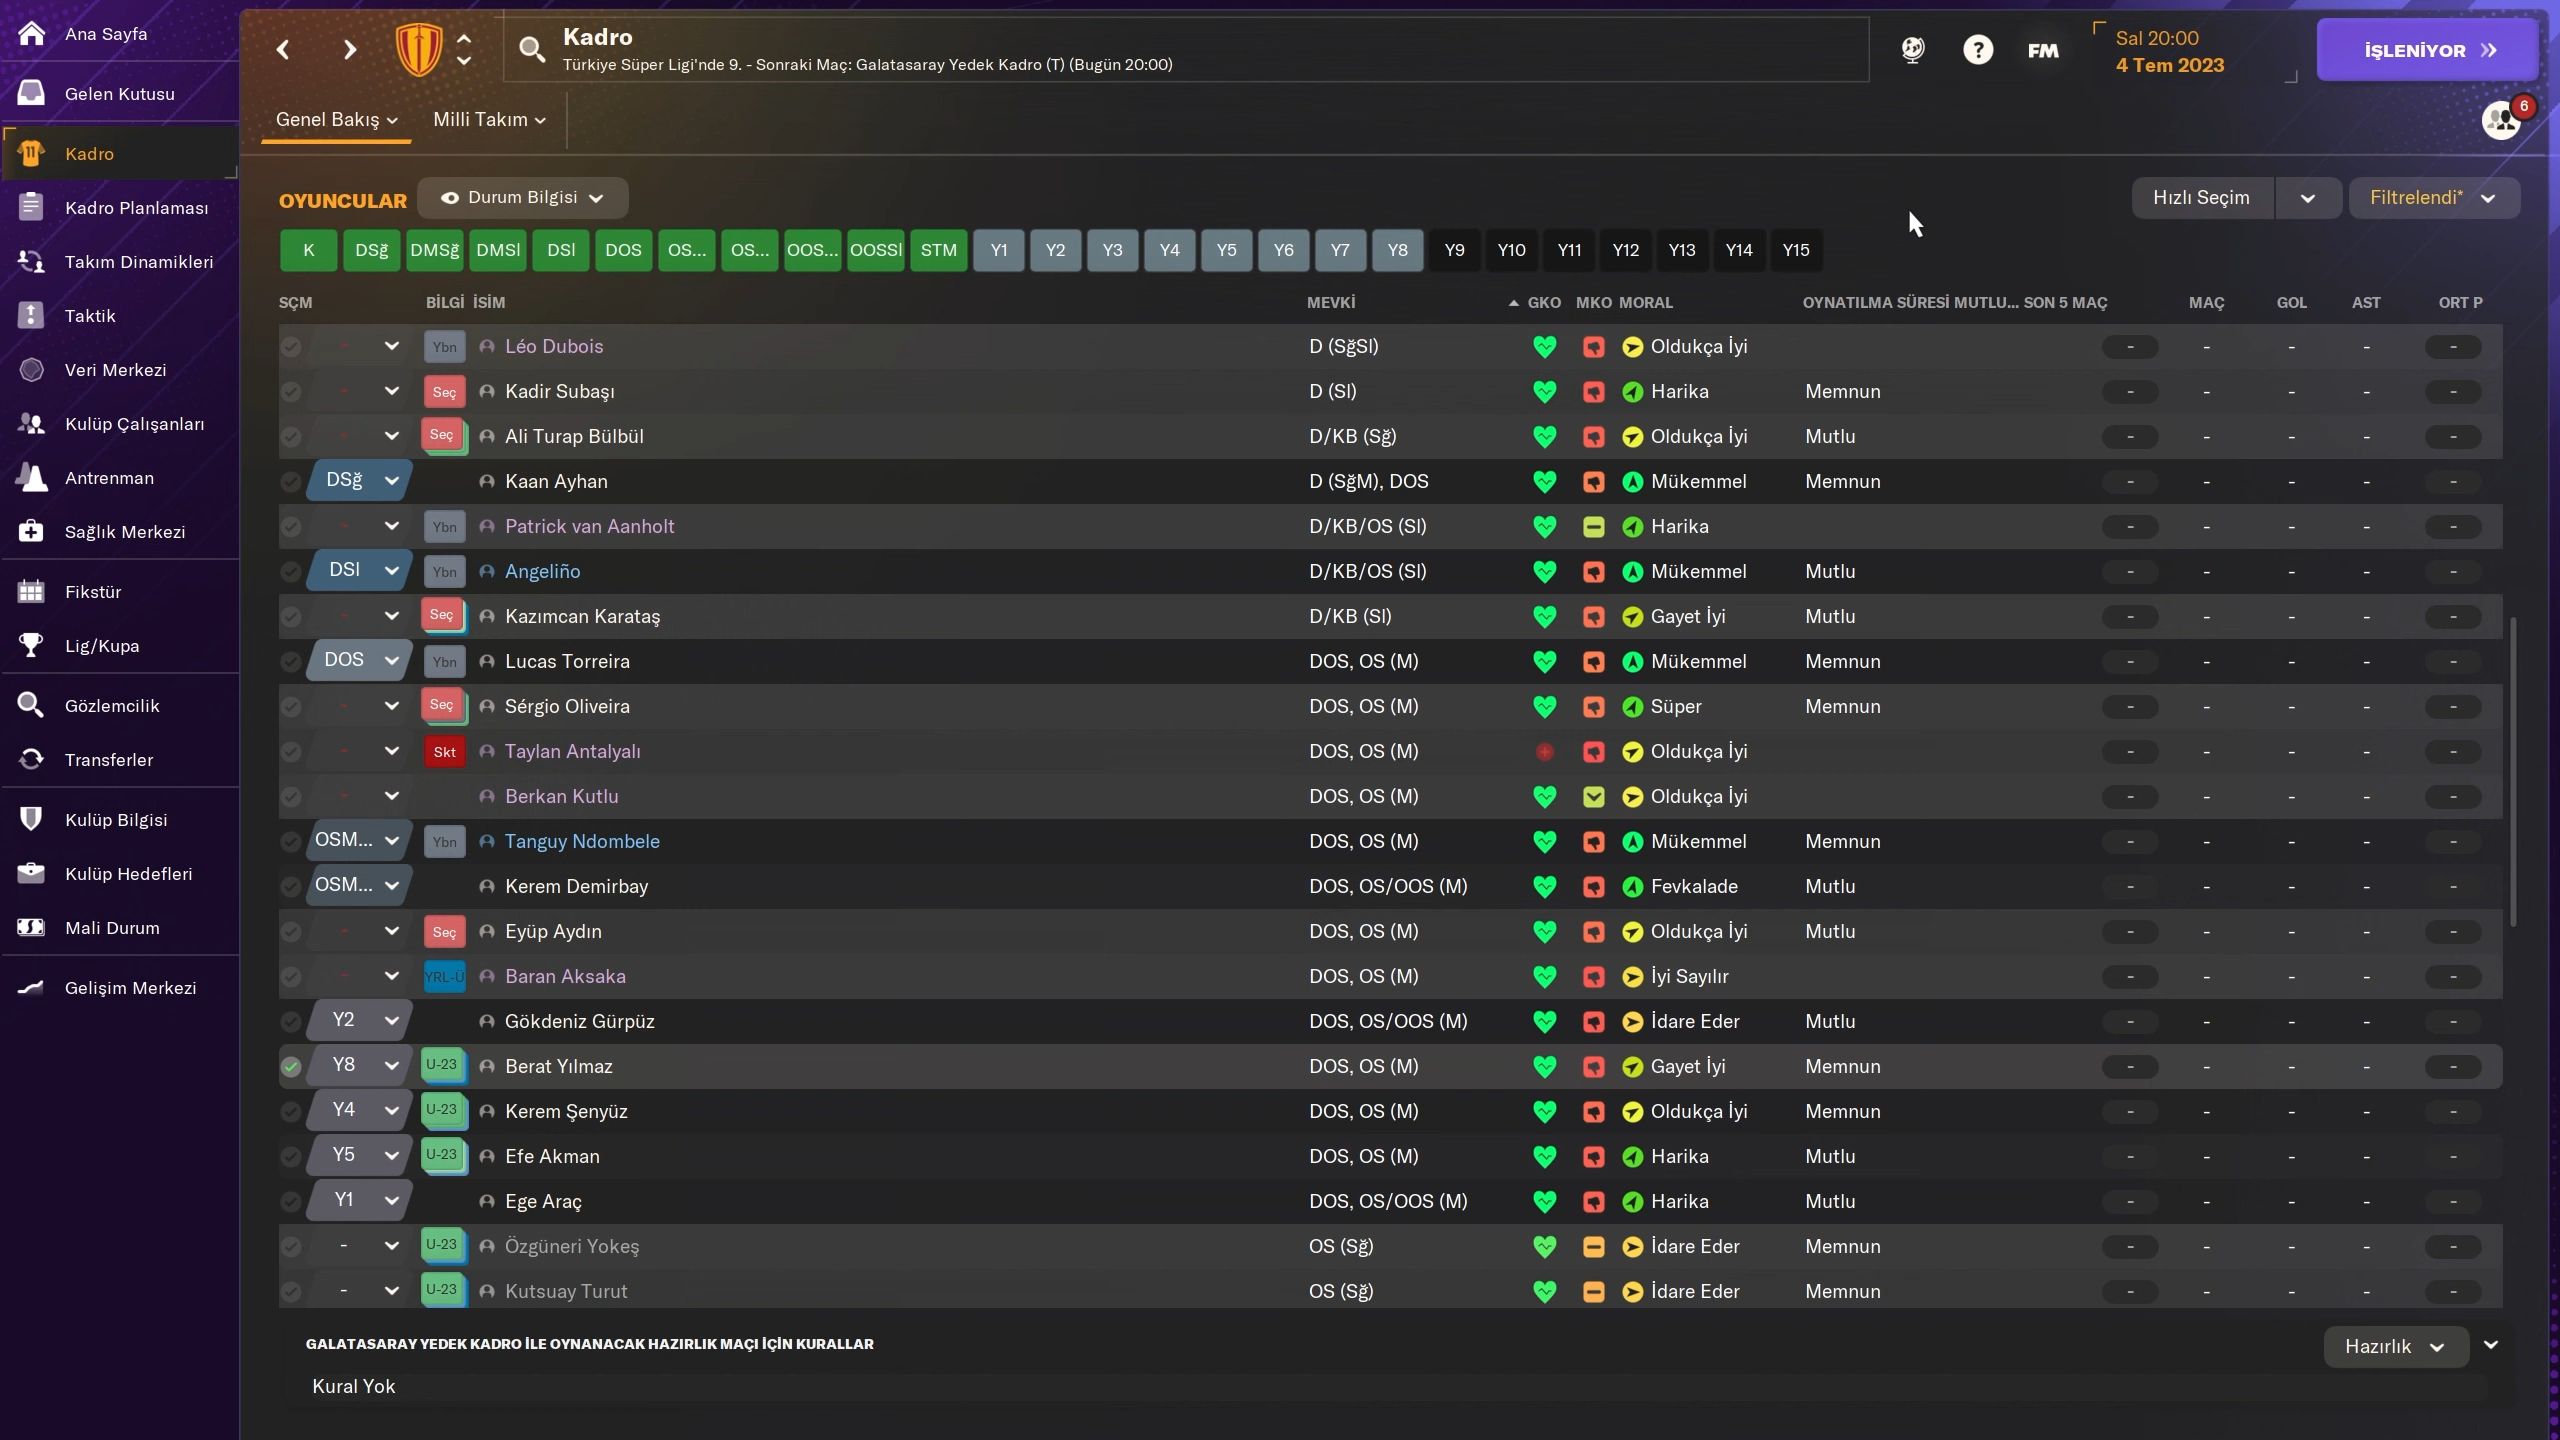 Ana Sayfa
Gelen Kutusu
Kadro
Kadro Planlaması
Takım Dinamikleri
Taktik
Veri Merkezi
Kulüp Çalışanları
Antrenman
Sağlık Merkezi
Fikstür
Lig/Kupa
Gözlemcilik
Transferler
Kulüp Bilgisi
Kulüp Hedefleri
Mali Durum
Gelişim Merkezi
Kadro
Türkiye Süper Ligi'nde 9. - Sonraki Maç: Galatasaray Yedek Kadro (T) (Bugün 20:00)
? FM
Sal 20:00
4 Tem 2023
İŞLENİYOR
6
Genel Bakış Milli Takım
OYUNCULAR Durum Bilgisi Hızlı Seçim Filtrelendi*
K DSğ DMSğ DMSl DSl DOS OS... OS... OOS... OOSSl STM Y1 Y2 Y3 Y4 Y5 Y6 Y7 Y8 Y9 Y10 Y11 Y12 Y13 Y14 Y15
SÇM BİLGİ İSİM MEVKİ GKO MKO MORAL OYNATILMA SÜRESİ MUTLU... SON 5 MAÇ MAÇ GOL AST ORT P
- Ybn Léo Dubois D (SğSl) Oldukça İyi - - - - -
- Seç Kadir Subaşı D (Sl) Harika Memnun - - - - -
- Seç Ali Turap Bülbül D/KB (Sğ) Oldukça İyi Mutlu - - - - -
DSğ Kaan Ayhan D (SğM), DOS Mükemmel Memnun - - - - -
- Ybn Patrick van Aanholt D/KB/OS (Sl) Harika - - - - -
DSl Ybn Angeliño D/KB/OS (Sl) Mükemmel Mutlu - - - - -
- Seç Kazımcan Karataş D/KB (Sl) Gayet İyi Mutlu - - - - -
DOS Ybn Lucas Torreira DOS, OS (M) Mükemmel Memnun - - - - -
- Seç Sérgio Oliveira DOS, OS (M) Süper Memnun - - - - -
- Skt Taylan Antalyalı DOS, OS (M) Oldukça İyi - - - - -
- Berkan Kutlu DOS, OS (M) Oldukça İyi - - - - -
OSM... Ybn Tanguy Ndombele DOS, OS (M) Mükemmel Memnun - - - - -
OSM... Kerem Demirbay DOS, OS/OOS (M) Fevkalade Mutlu - - - - -
- Seç Eyüp Aydın DOS, OS (M) Oldukça İyi Mutlu - - - - -
- YRL-Ü Baran Aksaka DOS, OS (M) İyi Sayılır - - - - -
Y2 Gökdeniz Gürpüz DOS, OS/OOS (M) İdare Eder Mutlu - - - - -
Y8 U-23 Berat Yılmaz DOS, OS (M) Gayet İyi Memnun - - - - -
Y4 U-23 Kerem Şenyüz DOS, OS (M) Oldukça İyi Memnun - - - - -
Y5 U-23 Efe Akman DOS, OS (M) Harika Mutlu - - - - -
Y1 Ege Araç DOS, OS/OOS (M) Harika Mutlu - - - - -
- U-23 Özgüneri Yokeş OS (Sğ) İdare Eder Memnun - - - - -
- U-23 Kutsuay Turut OS (Sğ) İdare Eder Memnun - - - - -
GALATASARAY YEDEK KADRO İLE OYNANACAK HAZIRLIK MAÇI İÇİN KURALLAR
Hazırlık
Kural Yok